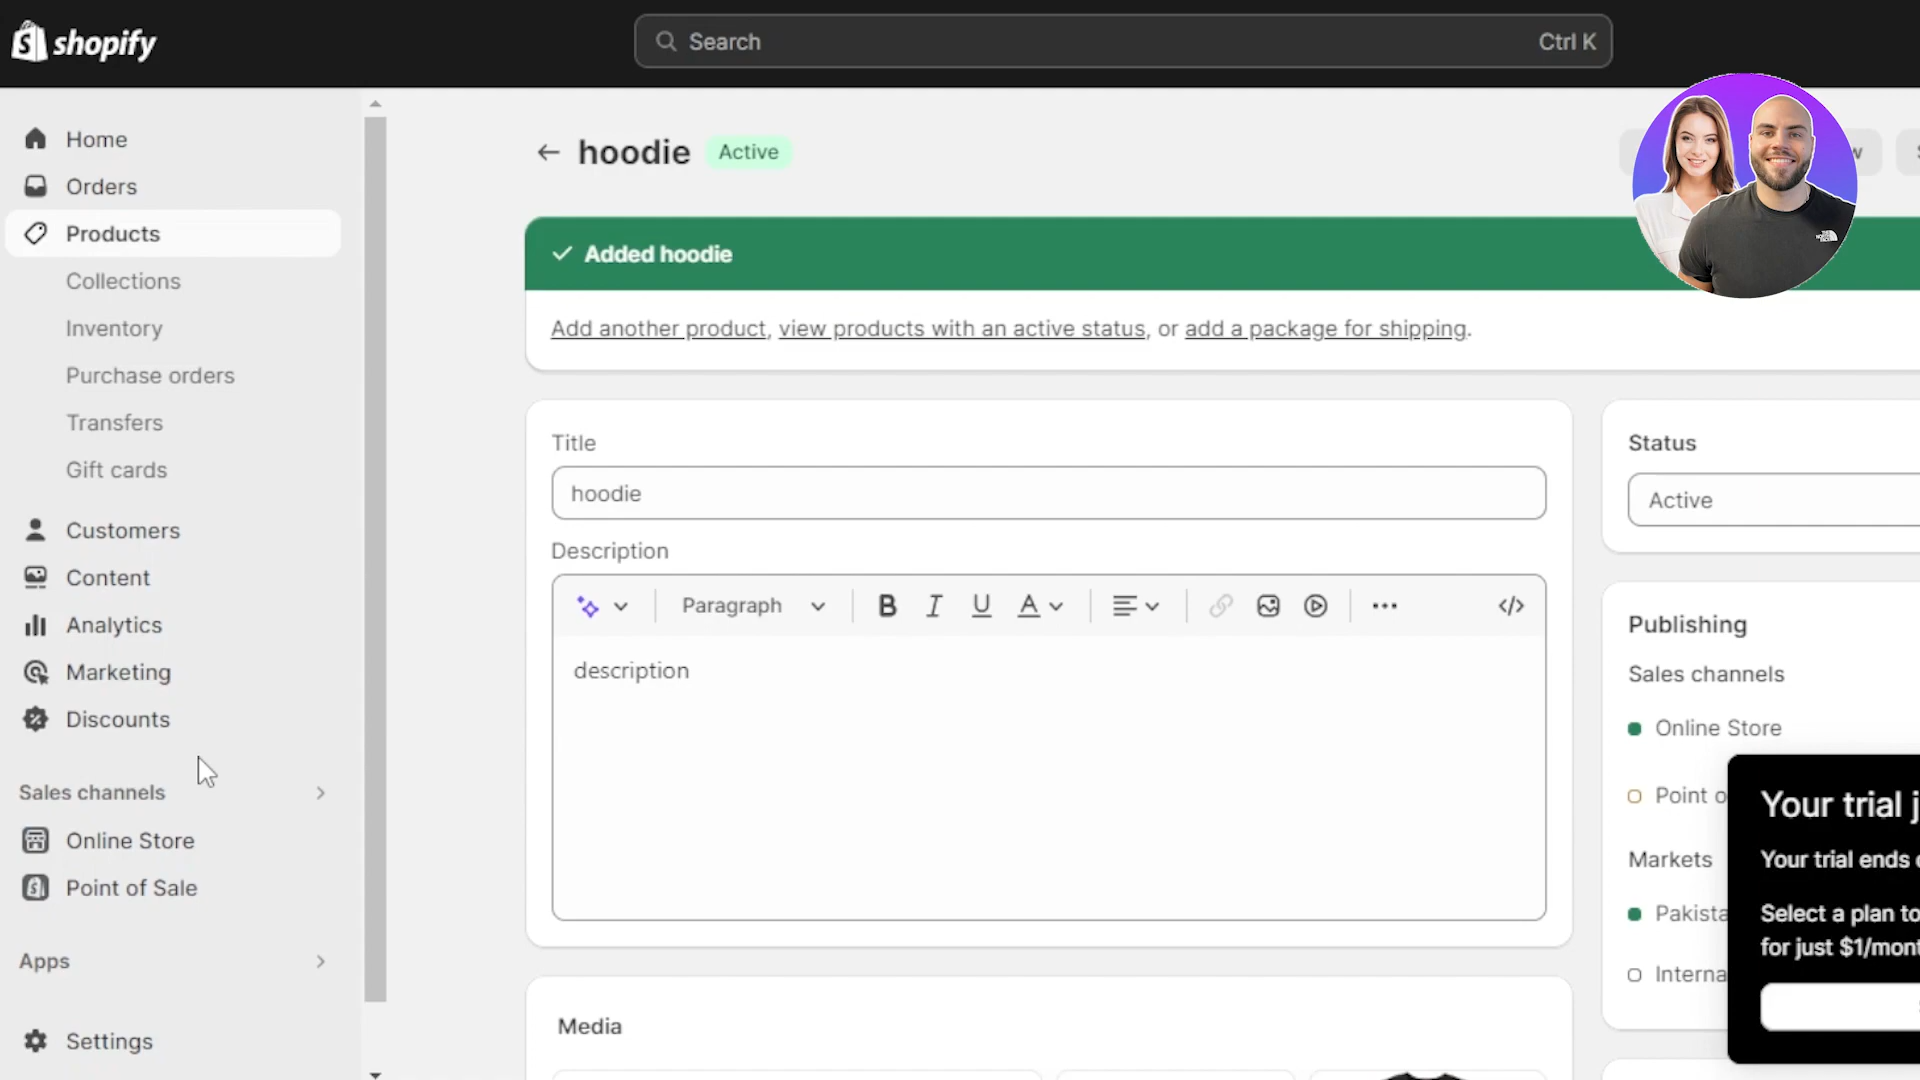 shopify
Search
Ctrl K
Home
Orders
Products
Collections
Inventory
Purchase orders
Transfers
Gift cards
Customers
Content
Analytics
Marketing
Discounts
Sales channels
Online Store
Point of Sale
Apps
Settings
hoodie
Active
Added hoodie
Add another product, view products with an active status, or add a package for shipping.
Title
hoodie
Description
Paragraph
B I U A
description
Media
Status
Active
Publishing
Sales channels
Online Store
Point o
Markets
Pakista
Interna
Your trial j
Your trial ends
Select a plan to
for just $1/mont